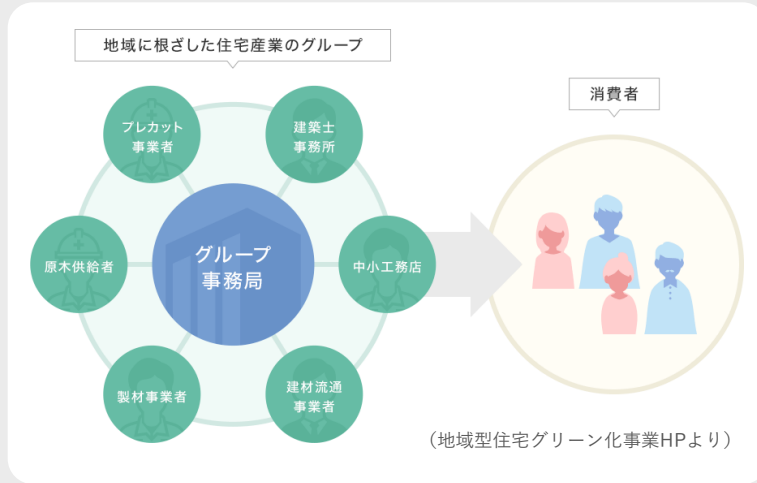 地域に根ざした住宅産業のグループ
消費者
プレカット
事業者
建築士
事務所
原木供給者
グループ
事務局
中小工務店
製材事業者
建材流通
事業者
（地域型住宅グリーン化事業HPより）